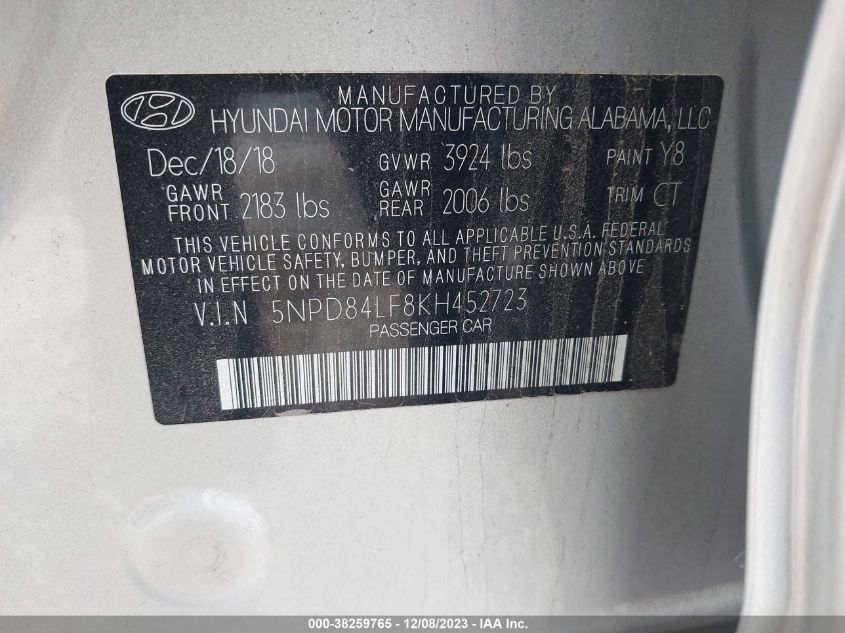 MANUFACTURED BY
HYUNDAI MOTOR MANUFACTURING ALABAMA, LLC
Dec/18/18 GVWR 3924 lbs PAINT Y8
GAWR FRONT 2183 lbs GAWR REAR 2006 lbs TRIM CT
THIS VEHICLE CONFORMS TO ALL APPLICABLE U.S.A. FEDERAL
MOTOR VEHICLE SAFETY, BUMPER, AND THEFT PREVENTION STANDARDS
IN EFFECT ON THE DATE OF MANUFACTURE SHOWN ABOVE.
V.I.N 5NPD84LF8KH452723
PASSENGER CAR
000-38259765 - 12/08/2023 - IAA Inc.